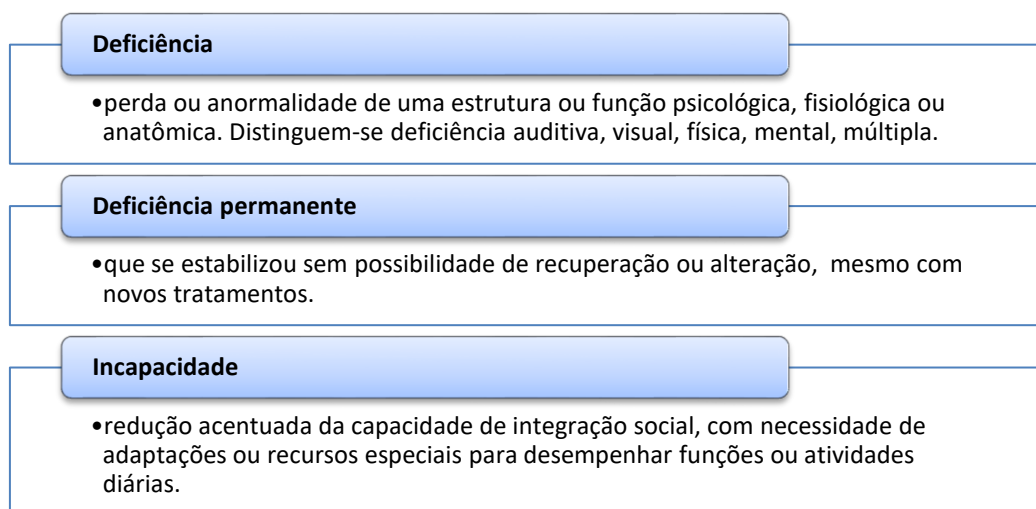 Deficiência
•perda ou anormalidade de uma estrutura ou função psicológica, fisiológica ou
anatômica. Distinguem-se deficiência auditiva, visual, física, mental, múltipla.
Deficiência permanente
•que se estabilizou sem possibilidade de recuperação ou alteração, mesmo com
novos tratamentos.
Incapacidade
•redução acentuada da capacidade de integração social, com necessidade de
adaptações ou recursos especiais para desempenhar funções ou atividades
diárias.